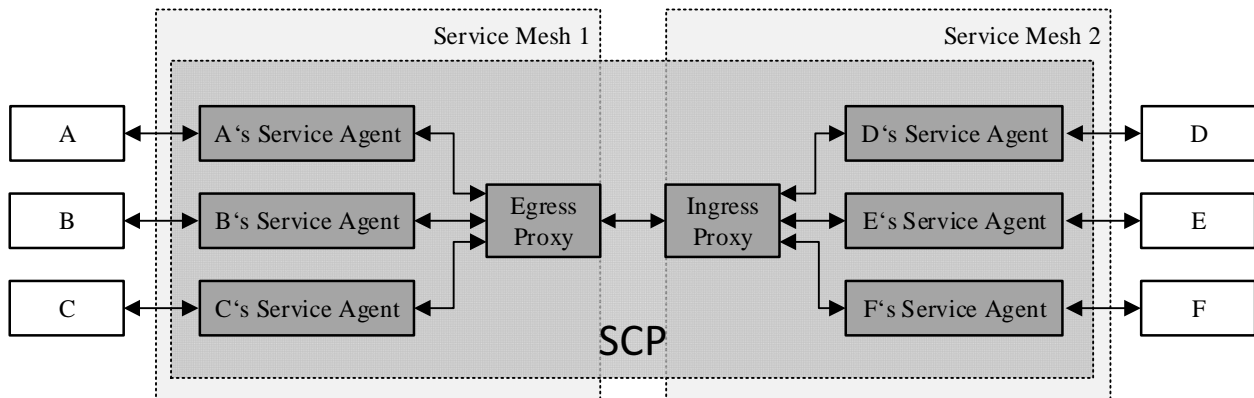 Service Mesh 1
Service Mesh 2
A
A‘s Service Agent
D‘s Service Agent
D
B
B‘s Service Agent
Egress
Proxy
Ingress
Proxy
E‘s Service Agent
E
C
C‘s Service Agent
F‘s Service Agent
F
SCP